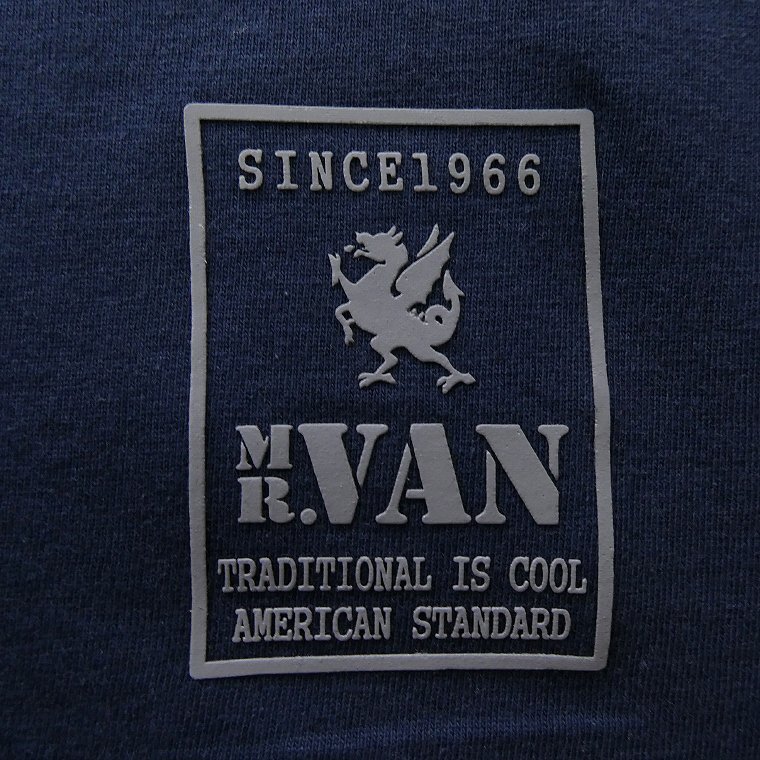 SINCE1966
MR.VAN
TRADITIONAL IS COOL
AMERICAN STANDARD